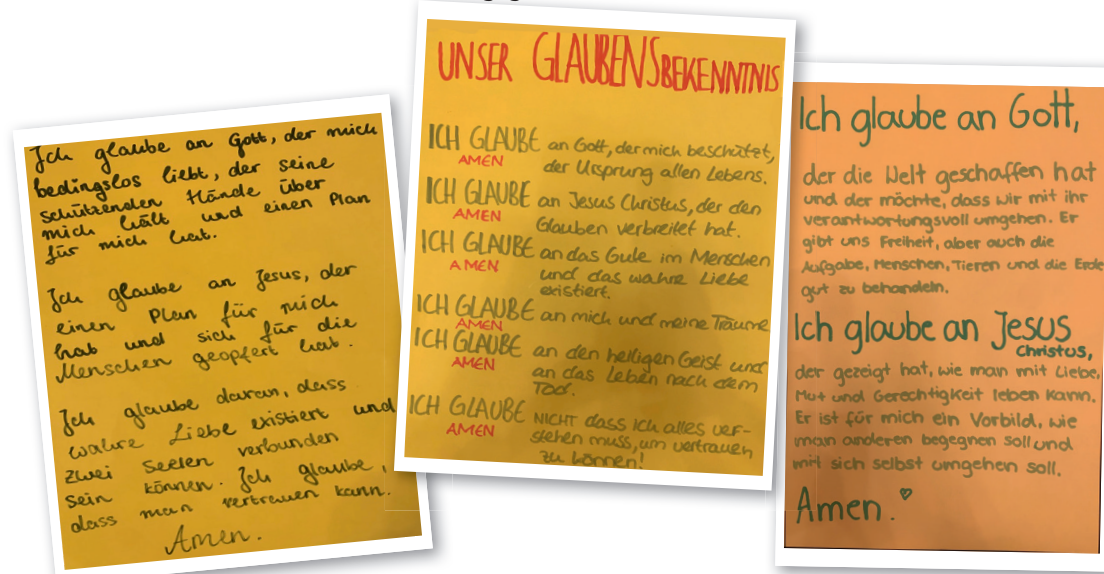 Ich glaube an Gott, der mich
bedingslos liebt, der seine
schützenden Hände über
mich hält und einen Plan
für mich hat.
Ich glaube an Jesus, der
einen Plan für mich
hat und sich für die
Menschen geopfert hat.
Ich glaube daran, dass
wahre Liebe existiert und
zwei Seelen verbunden
sein können. Ich glaube,
dass man vertrauen kann.
Amen.
UNSER GLAUBENSBEKENNTNIS
ICH GLAUBE an Gott, der mich beschützt,
AMEN der Ursprung allen Lebens.
ICH GLAUBE an Jesus Christus, der den
AMEN Glauben verbreitet hat.
ICH GLAUBE an das Gute im Menschen
AMEN und das wahre Liebe
existiert.
ICH GLAUBE an mich und meine Träume
AMEN
ICH GLAUBE an den heiligen Geist und
AMEN an das Leben nach dem
Tod.
ICH GLAUBE NICHT dass ich alles ver-
AMEN stehen muss, um vertrauen
zu können!
Ich glaube an Gott,
der die Welt geschaffen hat
und der möchte, dass wir mit ihr
verantwortungsvoll umgehen. Er
gibt uns Freiheit, aber auch die
Aufgabe, Menschen, Tieren und die Erde
gut zu behandeln.
Ich glaube an Jesus
Christus,
der gezeigt hat, wie man mit Liebe,
Mut und Gerechtigkeit leben kann.
Er ist für mich ein Vorbild, wie
man anderen begegnen soll und
mit sich selbst umgehen soll.
Amen.